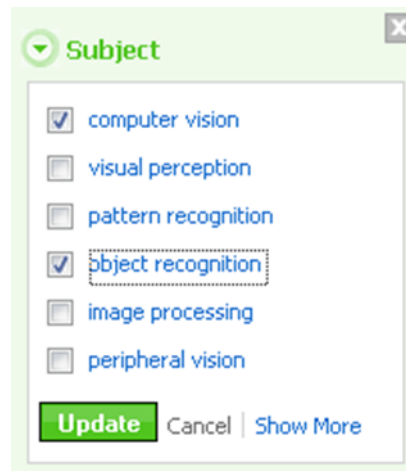 Subject
computer vision
visual perception
pattern recognition
object recognition
image processing
peripheral vision
Update Cancel | Show More